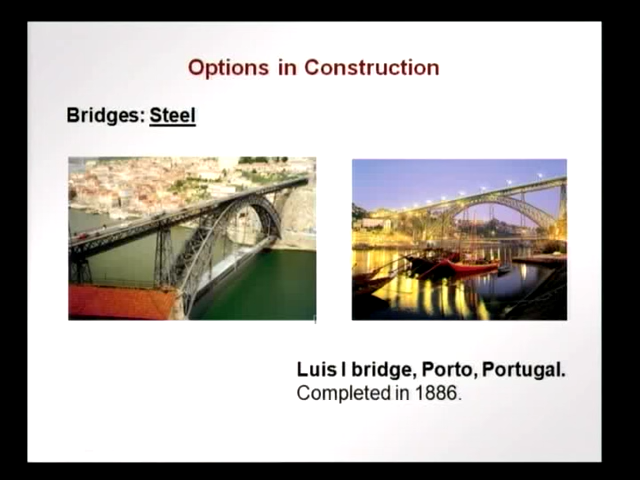 Options in Construction
Bridges: Steel
Luis I bridge, Porto, Portugal.
Completed in 1886.